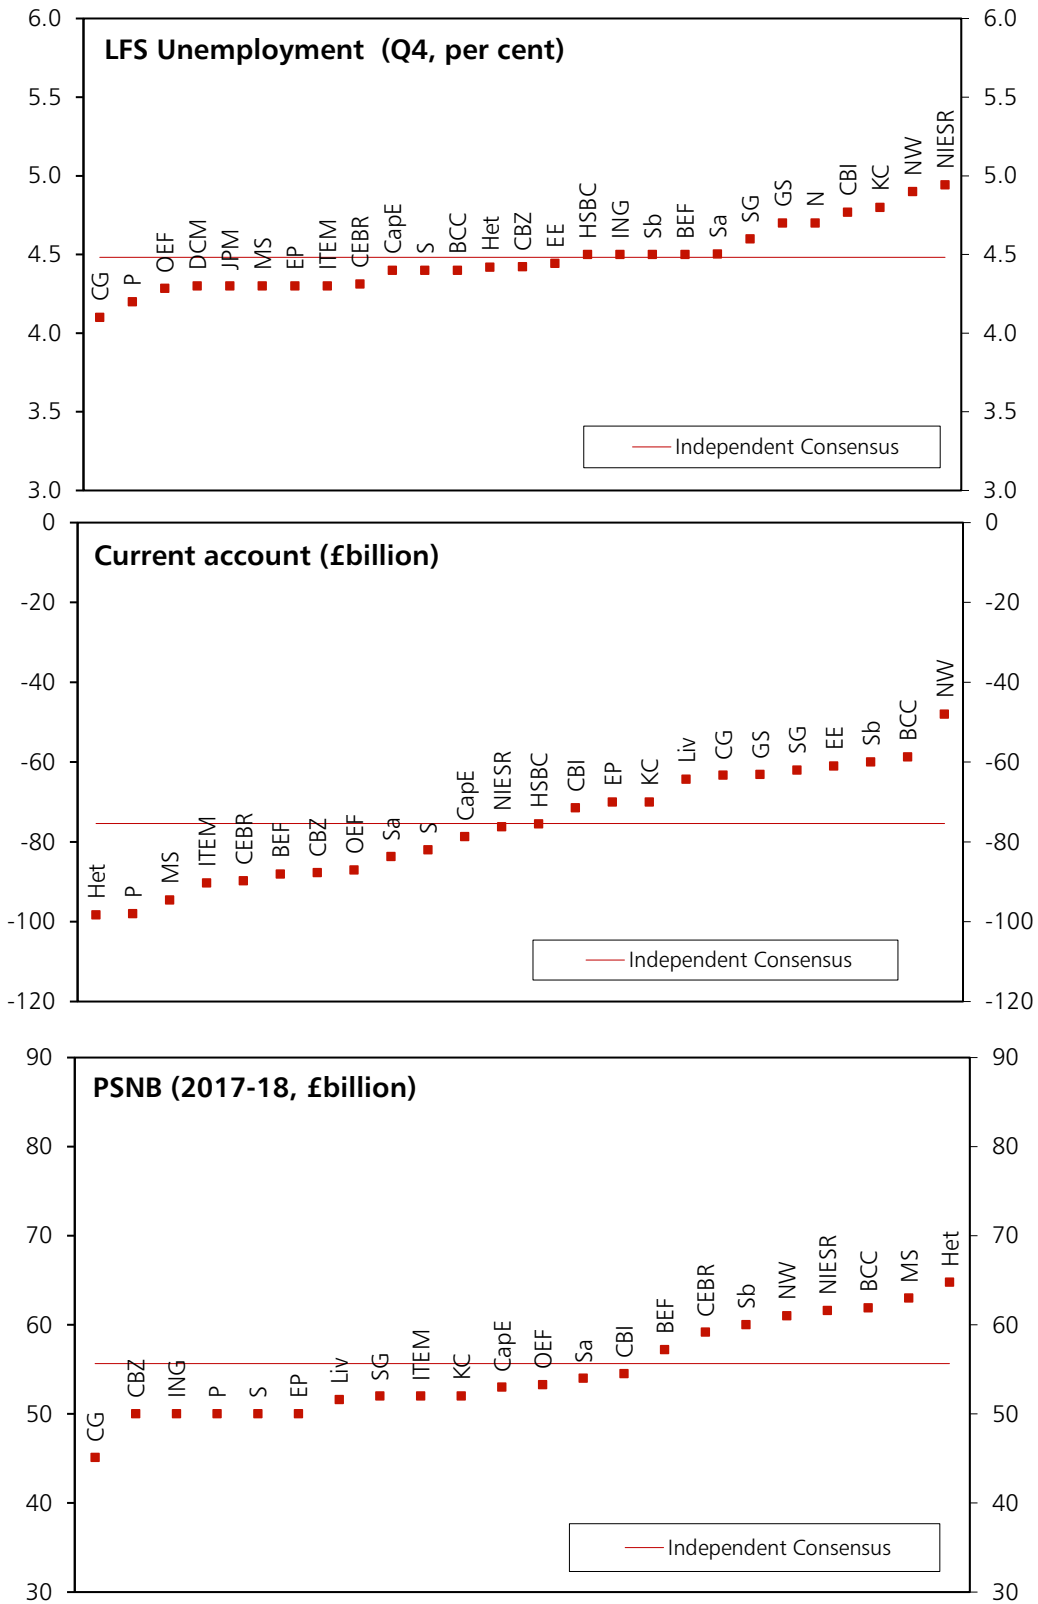 LFS Unemployment (Q4, per cent)
6.0 6.0
5.5 5.5
5.0 5.0
4.5 4.5
4.0 4.0
3.5 3.5
3.0 3.0
CG P OEF DCM JPM MS EP ITEM CEBR CapE S BCC Het CBZ EE HSBC ING Sb BEF Sa SG GS N CBI KC NW NIESR
Independent Consensus
Current account (£billion)
0 0
-20 -20
-40 -40
-60 -60
-80 -80
-100 -100
-120 -120
Het P MS ITEM CEBR BEF CBZ OEF Sa S CapE NIESR HSBC CBI EP KC Liv CG GS SG EE Sb BCC NW
Independent Consensus
PSNB (2017-18, £billion)
90 90
80 80
70 70
60 60
50 50
40 40
30 30
CG CBZ ING P S EP Liv SG ITEM KC CapE OEF Sa CBI BEF CEBR Sb NW NIESR BCC MS Het
Independent Consensus